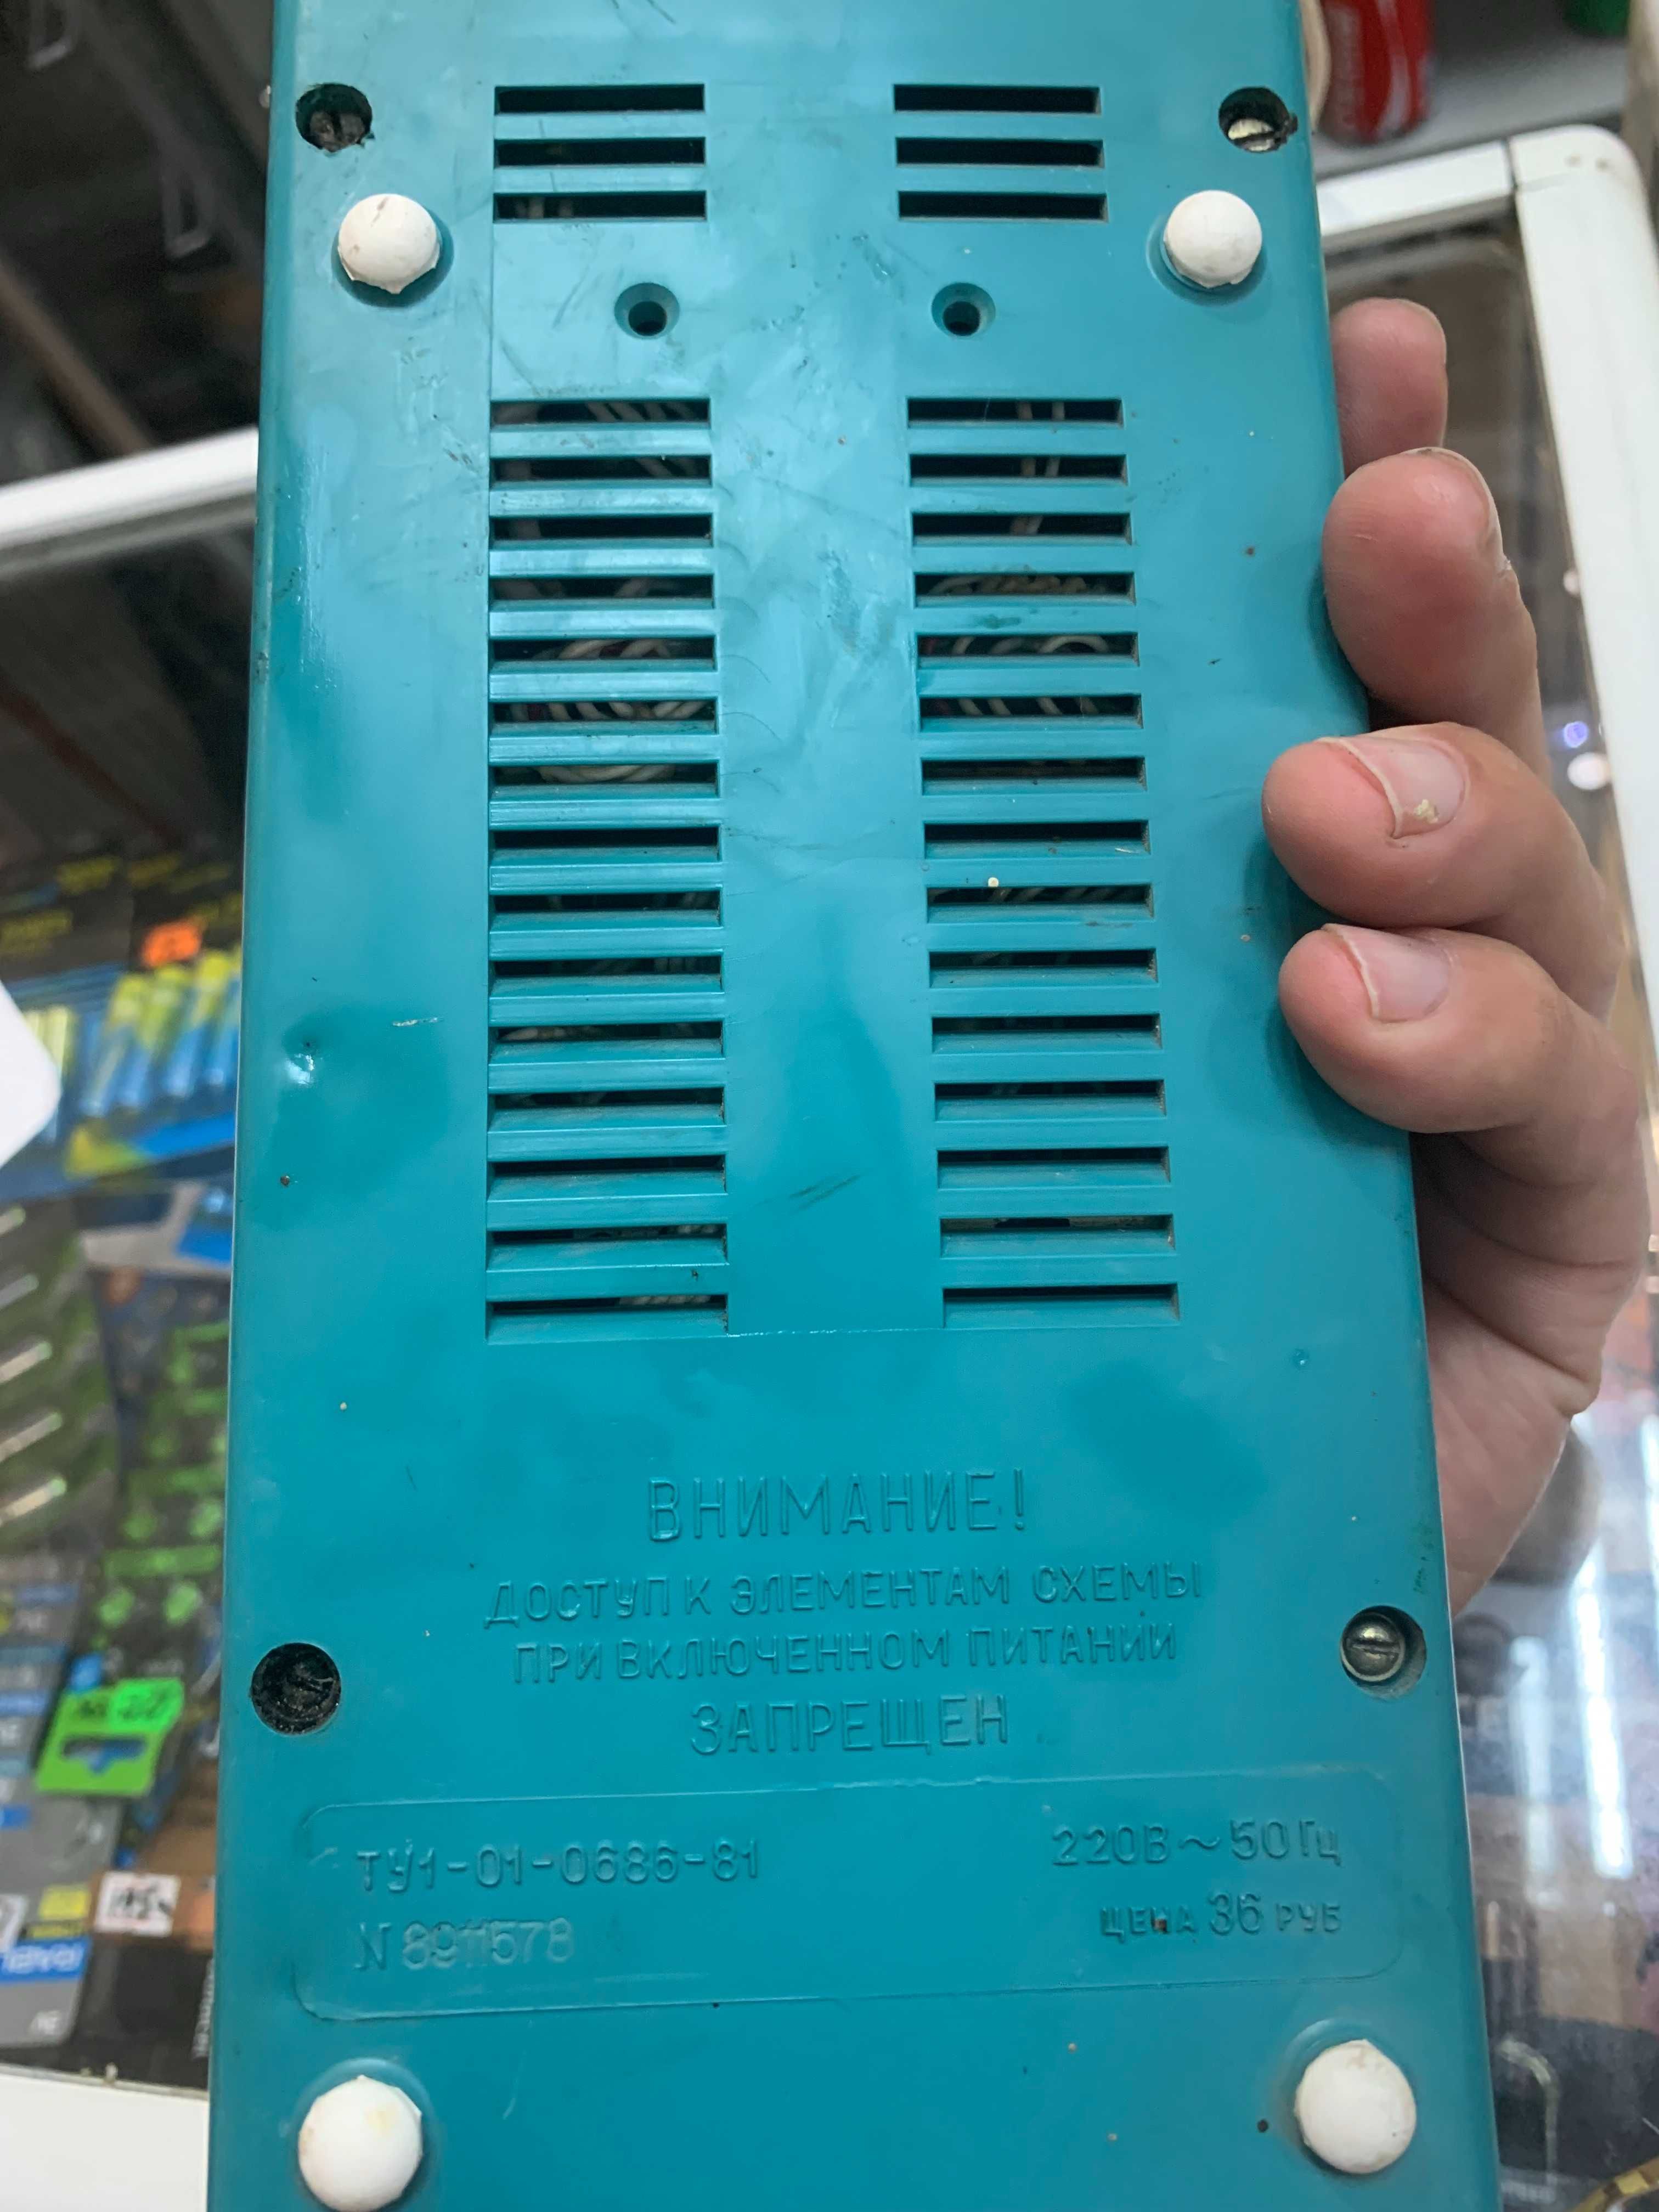 ВНИМАНИЕ!
ДОСТУП К ЭЛЕМЕНТАМ СХЕМЫ
ПРИ ВКЛЮЧЕННОМ ПИТАНИИ
ЗАПРЕЩЕН
ТУ1-01-0686-81
220В~50Гц
N 8911578
ЦЕНА 36 РУБ